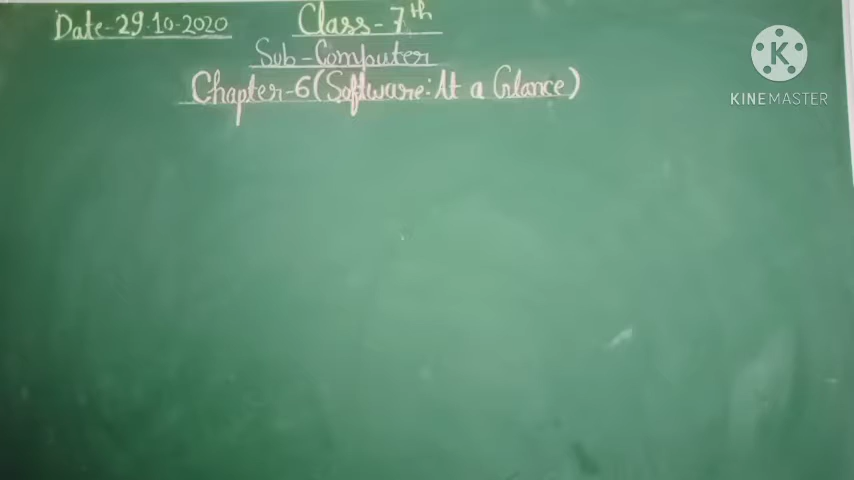 Date-29.10-2020 Class-7th
Sub-Computer
Chapter-6(Software:At a Glance)
K
KINEMASTER